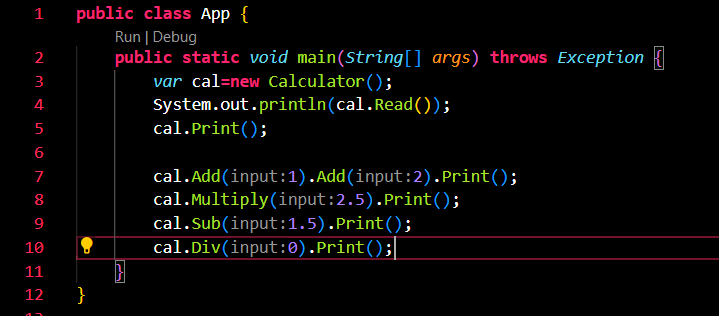 1 public class App {
Run | Debug
2 public static void main(String[] args) throws Exception {
3 var cal=new Calculator();
4 System.out.println(cal.Read());
5 cal.Print();
6
7 cal.Add(input:1).Add(input:2).Print();
8 cal.Multiply(input:2.5).Print();
9 cal.Sub(input:1.5).Print();
10 cal.Div(input:0).Print();
11 }
12 }